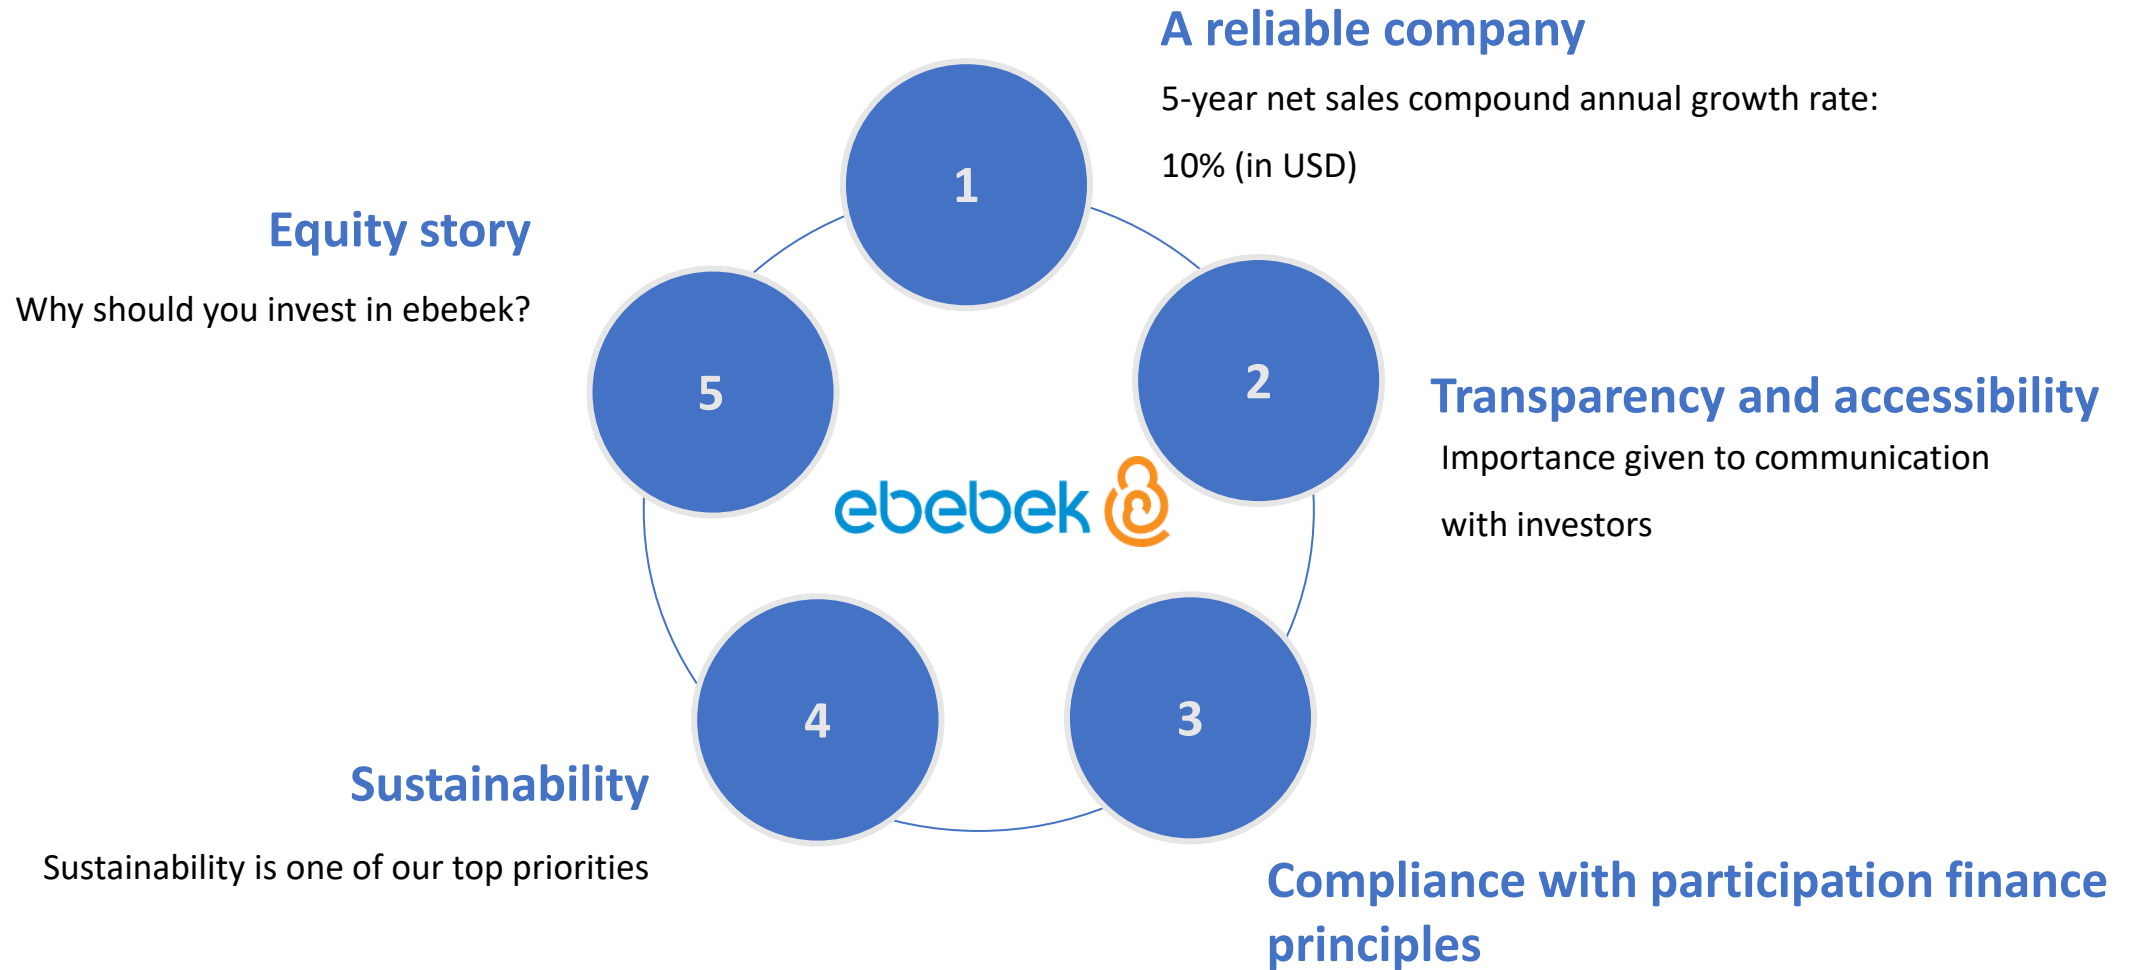 A reliable company
5-year net sales compound annual growth rate:
10% (in USD)
1
Equity story
Why should you invest in ebebek?
5
2
Transparency and accessibility
Importance given to communication
with investors
ebebek
4
3
Sustainability
Sustainability is one of our top priorities
Compliance with participation finance
principles